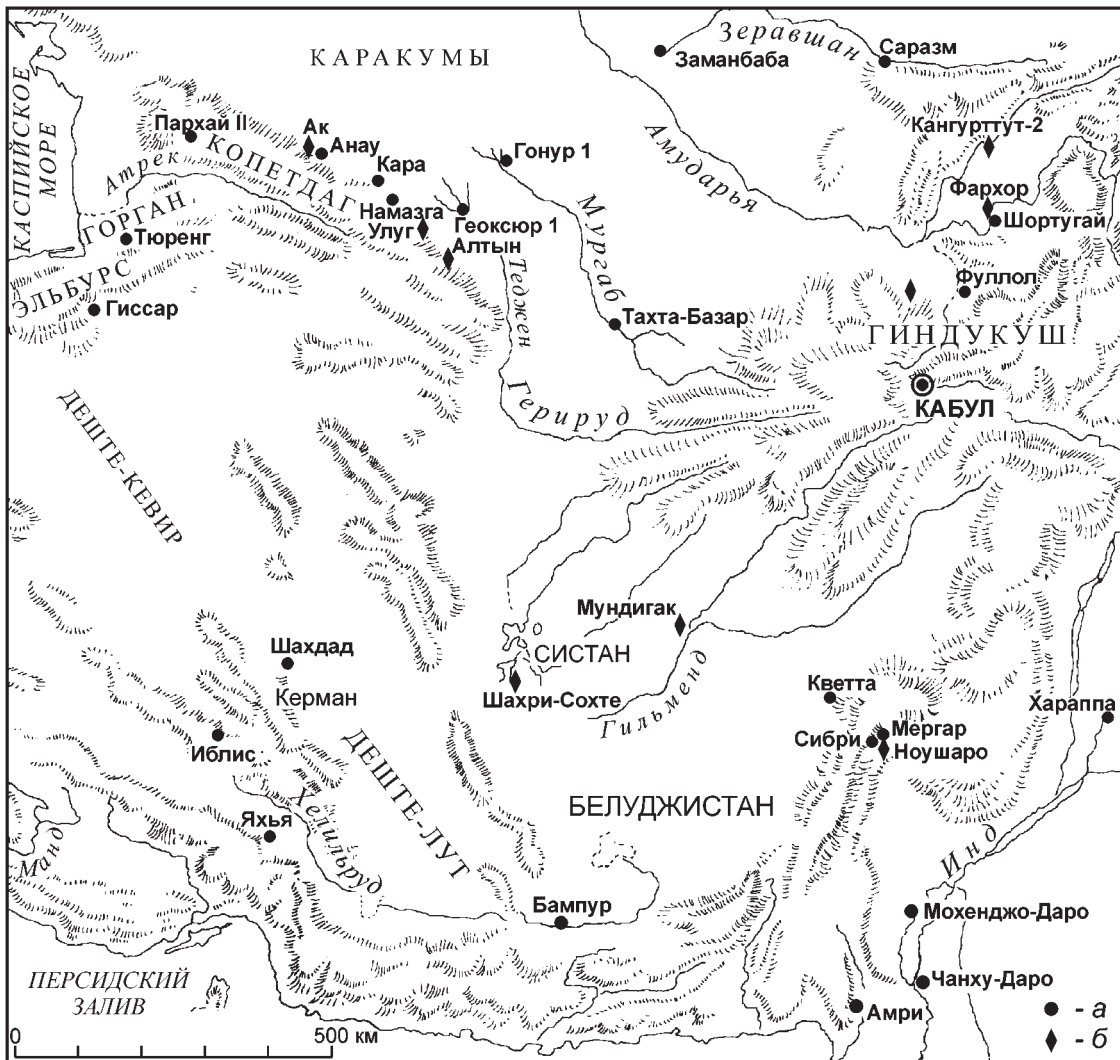 КАСПИЙСКОЕ
МОРЕ
КАРАКУМЫ
Зеравшан
Заманбаба
Саразм
Пархай II
Ак
Анау
Кангурттут-2
Атрек
КОПЕТДАГ
Кара
Гонур 1
Амударья
ГОРГАН
Намазга
Улуг
Геоксюр 1
Алтын
Мургаб
Фархор
Шортугай
Тюренг
ЭЛЬБУРС
Гиссар
Теджен
Тахта-Базар
Фуллол
ГИНДУКУШ
Герируд
КАБУЛ
ДЕШТЕ-КЕВИР
Мундигак
СИСТАН
Шахдад
Керман
Шахри-Сохте
Гильменд
Кветта
Хараппа
Мергар
Сибри
Ноушаро
Иблис
ДЕШТЕ-ЛУТ
БЕЛУДЖИСТАН
Яхья
Хелильруд
Манд
Инд
Бампур
Мохенджо-Даро
ПЕРСИДСКИЙ
ЗАЛИВ
Чанху-Даро
Амри
- а
- б
0 500 км